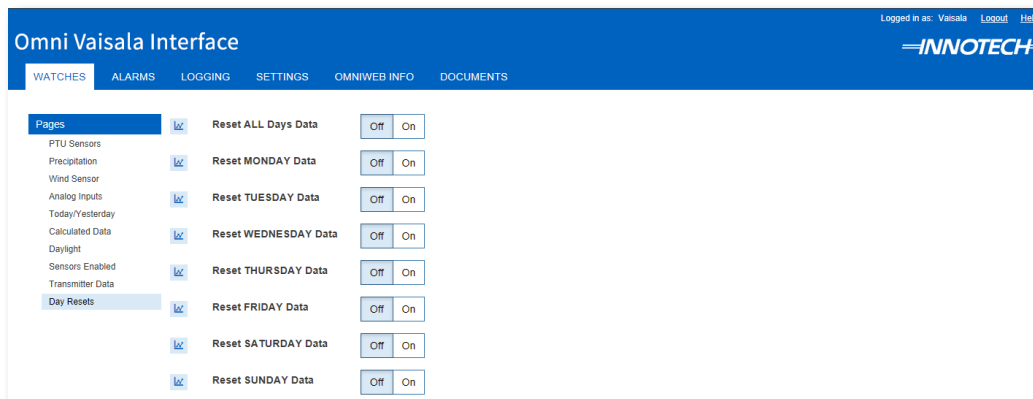 Logged in as: Vaisala Logout Hel
Omni Vaisala Interface
INNOTECH
WATCHES ALARMS LOGGING SETTINGS OMNIWEB INFO DOCUMENTS
Pages
PTU Sensors
Precipitation
Wind Sensor
Analog Inputs
Today/Yesterday
Calculated Data
Daylight
Sensors Enabled
Transmitter Data
Day Resets
Reset ALL Days Data Off On
Reset MONDAY Data Off On
Reset TUESDAY Data Off On
Reset WEDNESDAY Data Off On
Reset THURSDAY Data Off On
Reset FRIDAY Data Off On
Reset SATURDAY Data Off On
Reset SUNDAY Data Off On